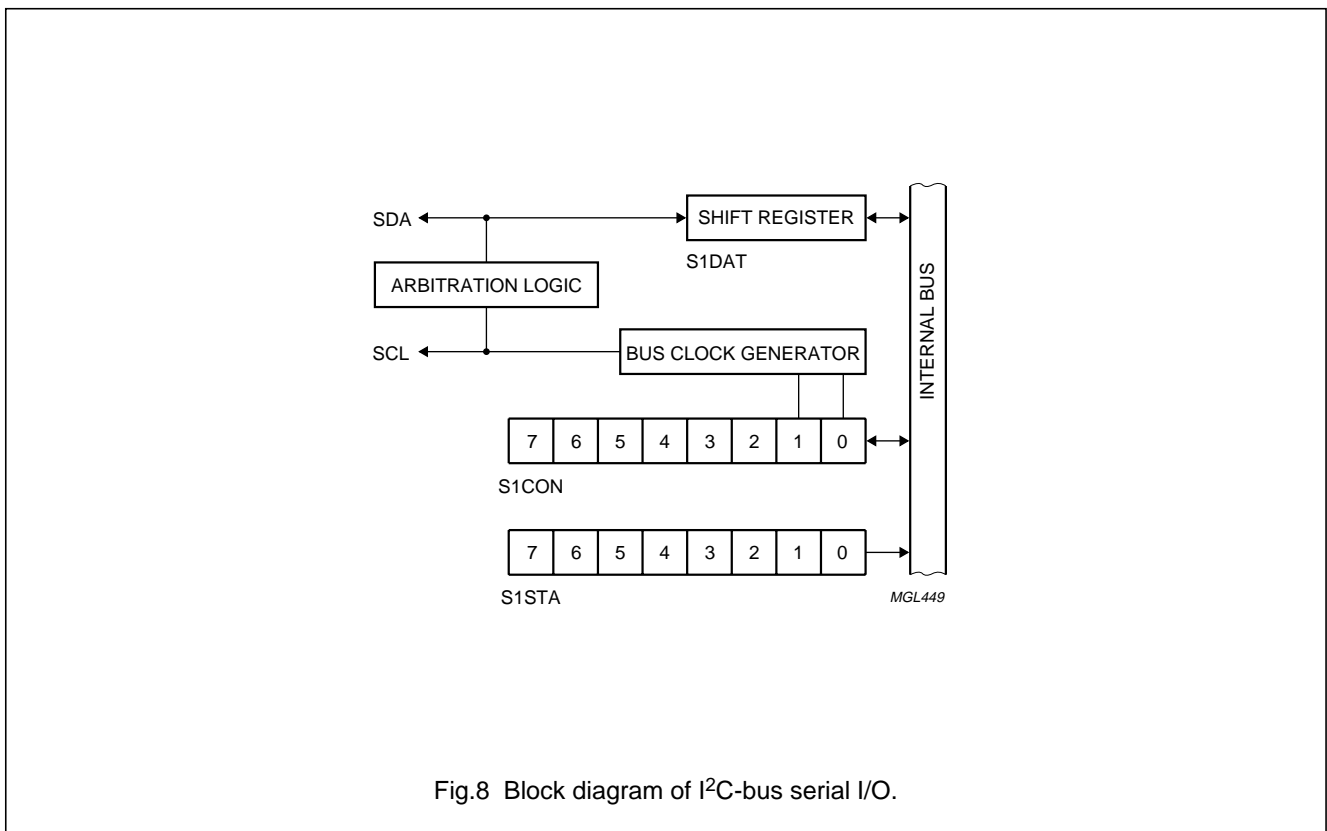 SDA
SHIFT REGISTER
S1DAT
ARBITRATION LOGIC
SCL
BUS CLOCK GENERATOR
INTERNAL BUS
7 6 5 4 3 2 1 0
S1CON
7 6 5 4 3 2 1 0
S1STA
MGL449
Fig.8 Block diagram of I²C-bus serial I/O.